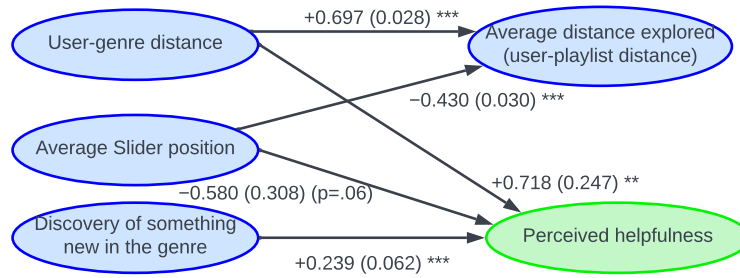 +0.697 (0.028) ***
User-genre distance
Average distance explored
(user-playlist distance)
−0.430 (0.030) ***
Average Slider position
−0.580 (0.308) (p=.06)
+0.718 (0.247) **
Discovery of something
new in the genre
Perceived helpfulness
+0.239 (0.062) ***